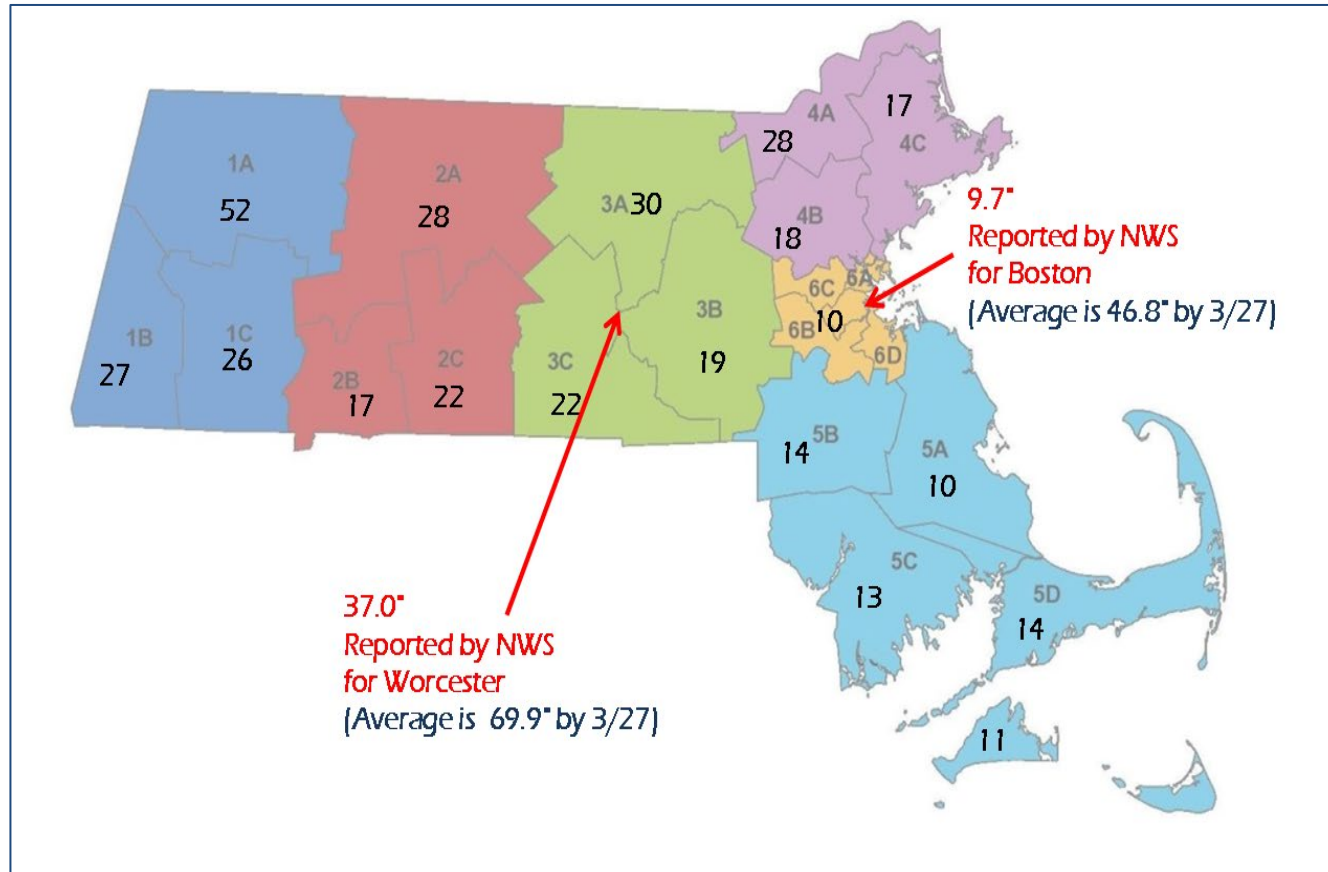 4A
17
28
4C
1A
2A
52
28
3A 30
4B
18
9.7"
Reported by NWS
for Boston
(Average is 46.8" by 3/27)
6A
6C
10
6B
6D
3B
19
1B
27
1C
26
2B
17
2C
22
3C
22
5B
14
5A
10
37.0"
Reported by NWS
for Worcester
(Average is 69.9" by 3/27)
5C
13
5D
14
11